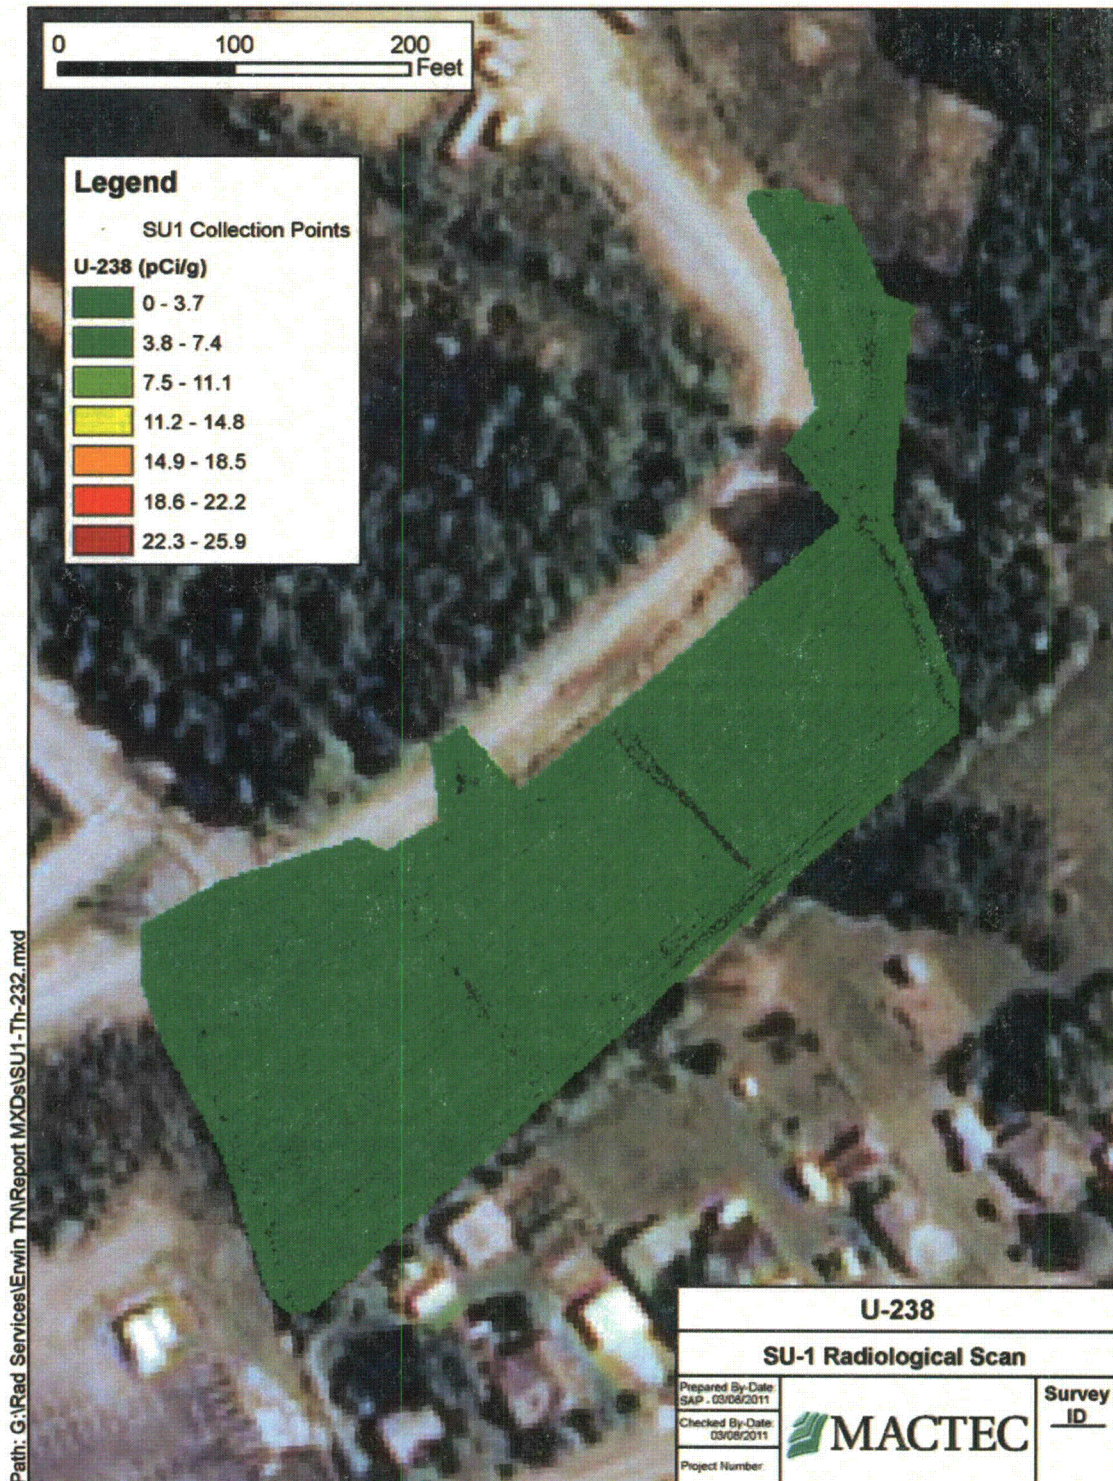 0 100 200
Feet
Legend
SU1 Collection Points
U-238 (pCi/g)
0 - 3.7
3.8 - 7.4
7.5 - 11.1
11.2 - 14.8
14.9 - 18.5
18.6 - 22.2
22.3 - 25.9
Path: G:\Rad Services\Erwin TN\Report MXDs\SU1-Th-232.mxd
U-238
SU-1 Radiological Scan
Prepared By-Date:
SAP - 03/08/2011
Checked By-Date:
03/08/2011
Project Number:
MACTEC
Survey
ID